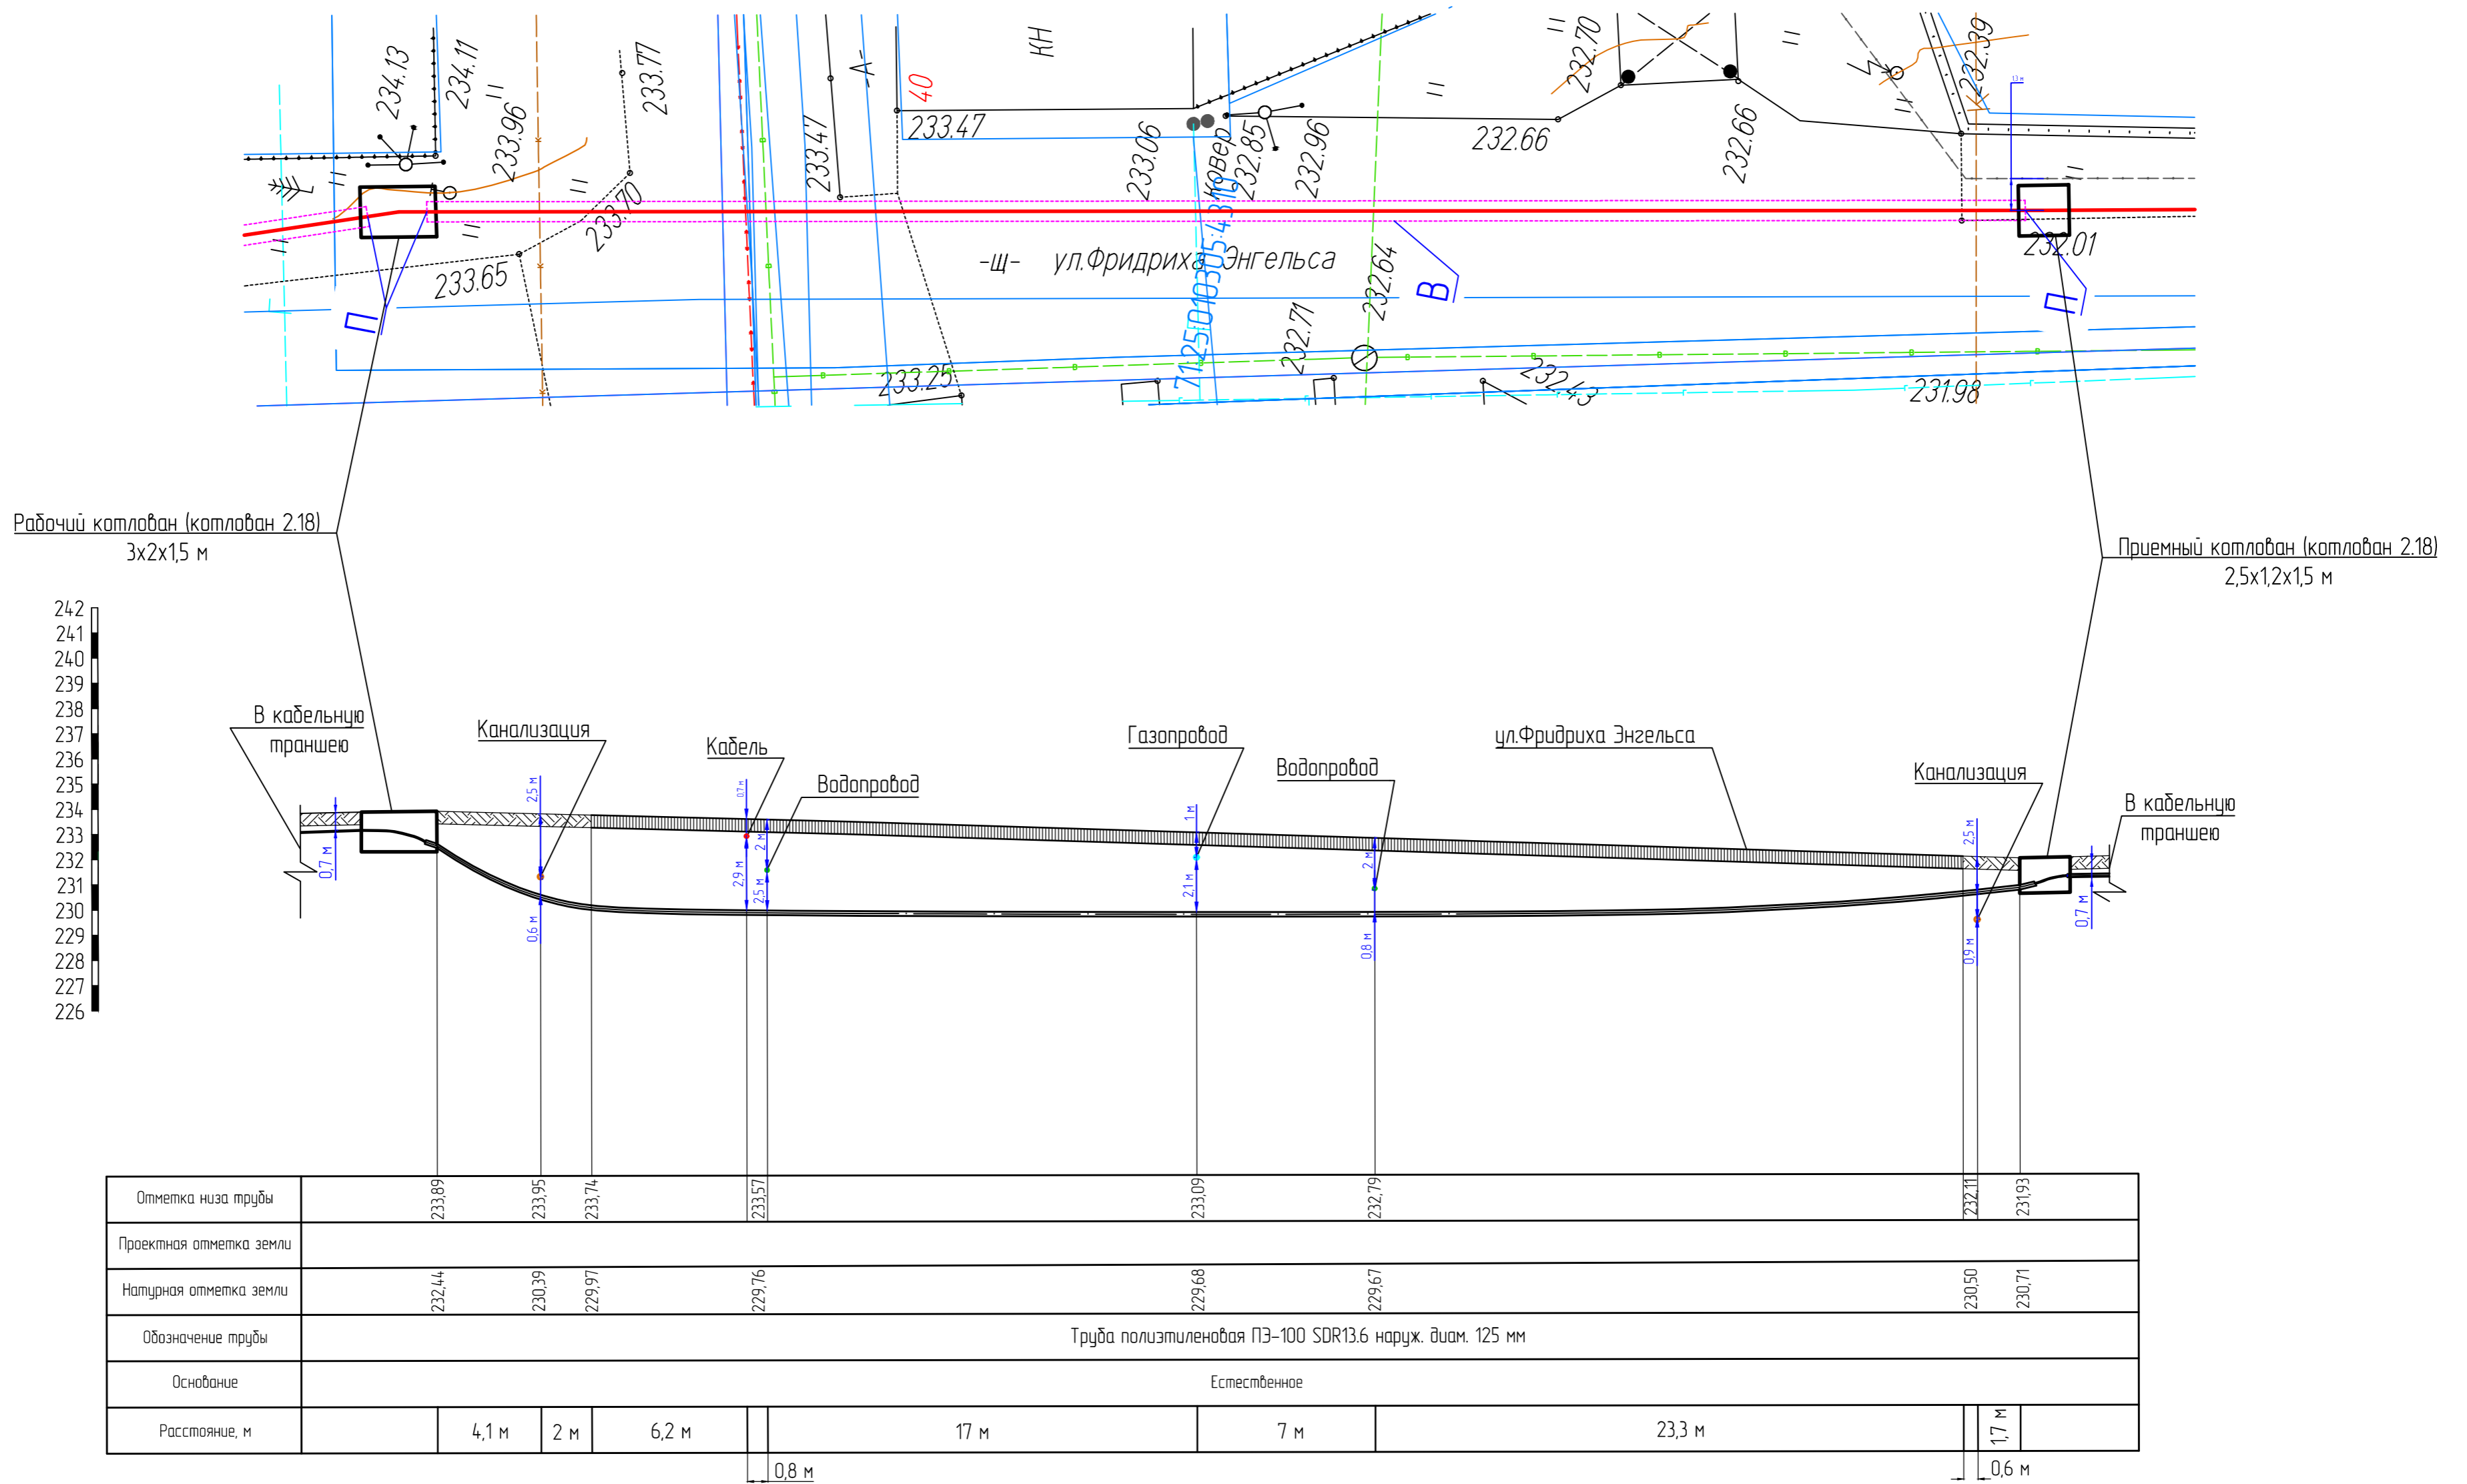 234.13
234.11
233.96
233.77
233.70
233.65
233.47
-А-
40
233.47
КН
233.06
ковер
232.85
232.96
71:25:010305:4310
232.70
232.66
232.66
232.39
13 м
232.01
-щ- ул.Фридриха Энгельса
232.64
232.71
233.25
232.43
231.98
П
В
П
Рабочий котлован (котлован 2.18)
3х2х1,5 м
Приемный котлован (котлован 2.18)
2,5х1,2х1,5 м
242
241
240
239
238
237
236
235
234
233
232
231
230
229
228
227
226
В кабельную
траншею
Канализация
Кабель
Водопровод
Газопровод
Водопровод
ул.Фридриха Энгельса
Канализация
В кабельную
траншею
0,7 м
2,5 м
0,6 м
0,7 м
2,9 м
2 м
2,5 м
1 м
2,1 м
2 м
0,8 м
2,5 м
0,9 м
0,7 м
Отметка низа трубы 233,89 233,95 233,74 233,57 233,09 232,79 232,11 231,93
Проектная отметка земли
Натурная отметка земли 232,44 230,39 229,97 229,76 229,68 229,67 230,50 230,71
Обозначение трубы Труба полиэтиленовая ПЭ-100 SDR13.6 наруж. диам. 125 мм
Основание Естественное
Расстояние, м 4,1 м 2 м 6,2 м 17 м 7 м 23,3 м 1,7 м
0,8 м 0,6 м